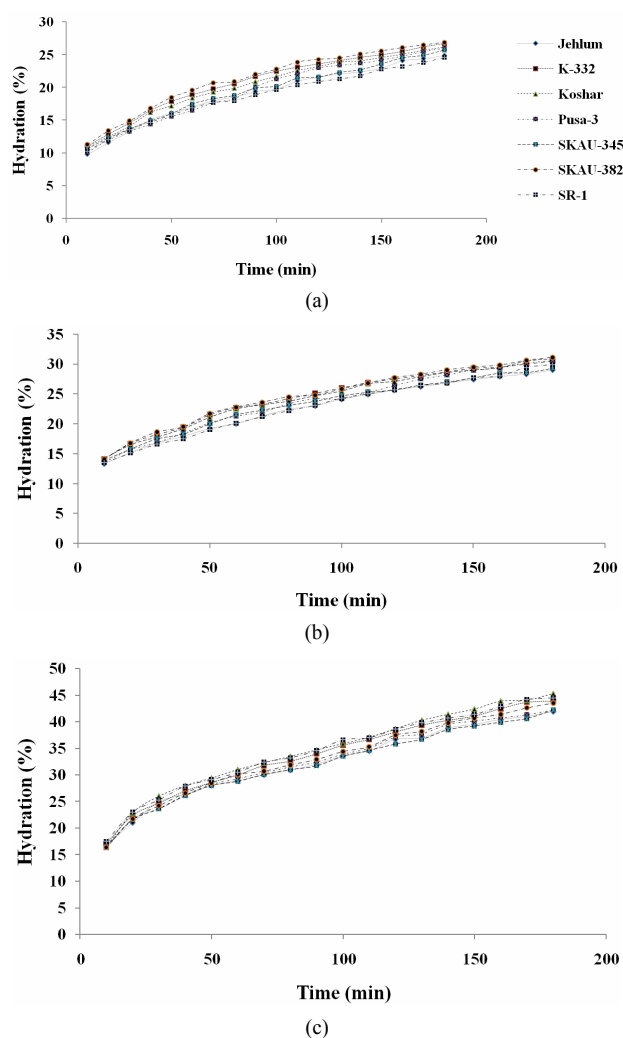 30
25
20
15
10
5
0
Hydration (%)
0 50 100 150 200
Time (min)
Jehlum
K-332
Koshar
Pusa-3
SKAU-345
SKAU-382
SR-1
(a)
35
30
25
20
15
10
5
0
Hydration (%)
0 50 100 150 200
Time (min)
(b)
50
45
40
35
30
25
20
15
10
5
0
Hydration (%)
0 50 100 150 200
Time (min)
(c)